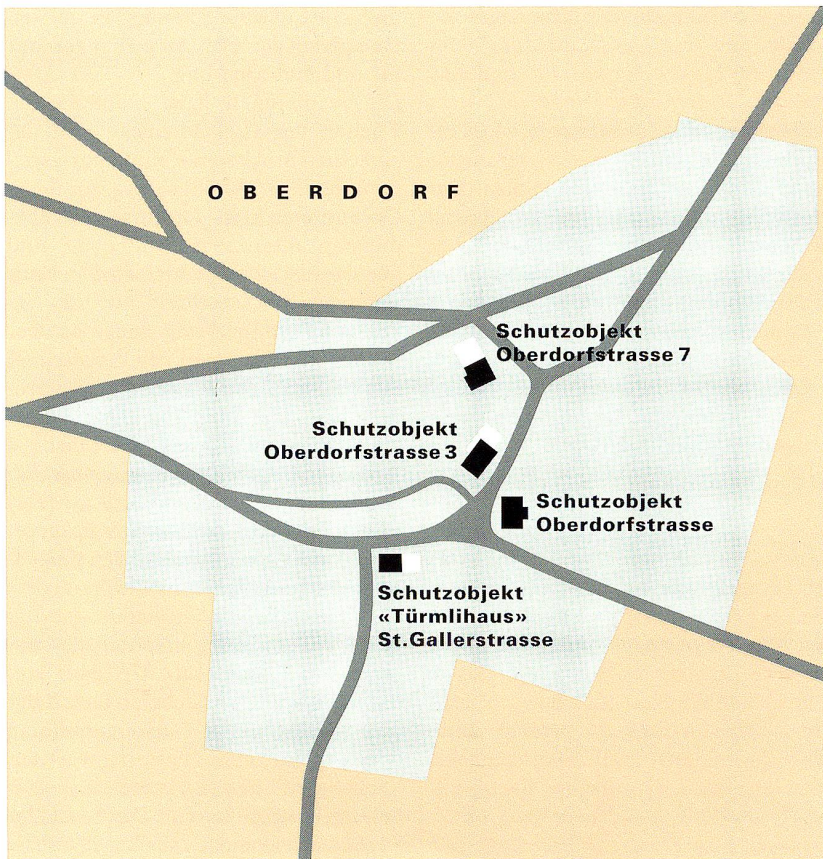 OBERDORF
Schutzobjekt
Oberdorfstrasse 7
Schutzobjekt
Oberdorfstrasse 3
Schutzobjekt
Oberdorfstrasse
Schutzobjekt
«Türmlihaus»
St.Gallerstrasse